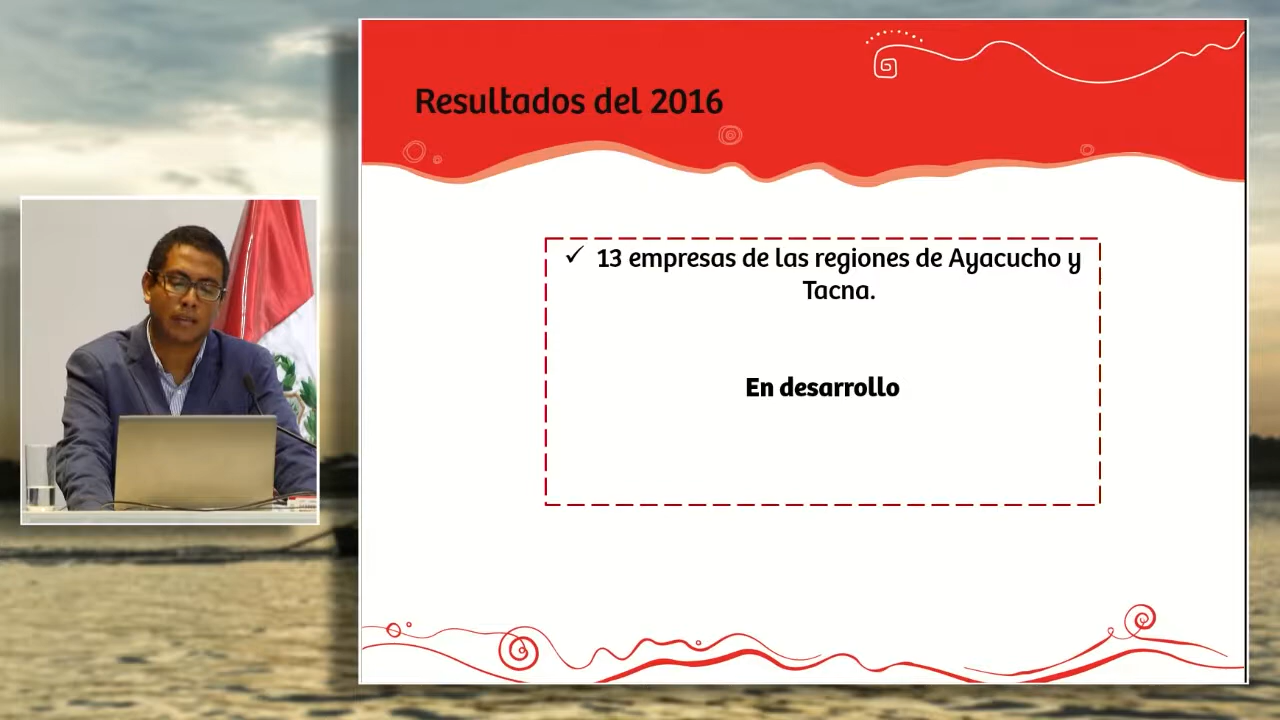 Resultados del 2016
✓ 13 empresas de las regiones de Ayacucho y
Tacna.
En desarrollo